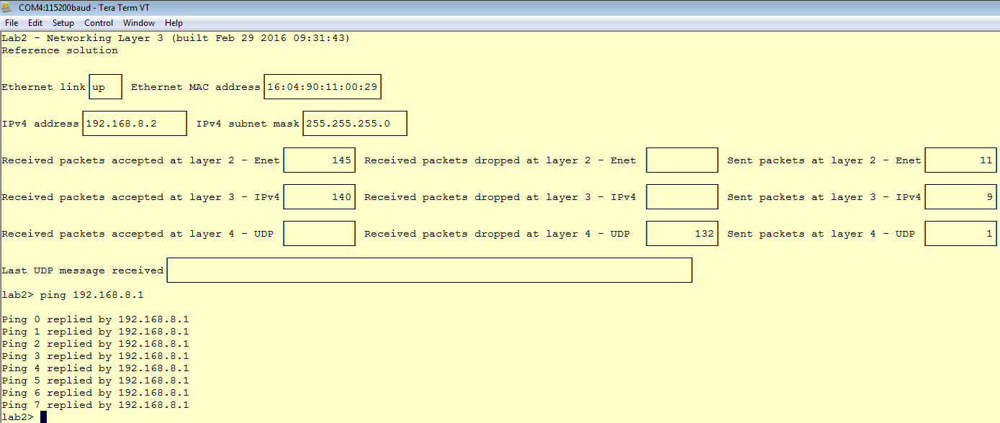 COM4:115200baud - Tera Term VT
File Edit Setup Control Window Help
Lab2 - Networking Layer 3 (built Feb 29 2016 09:31:43)
Reference solution
Ethernet link up Ethernet MAC address 16:04:90:11:00:29
IPv4 address 192.168.8.2 IPv4 subnet mask 255.255.255.0
Received packets accepted at layer 2 - Enet 145 Received packets dropped at layer 2 - Enet Sent packets at layer 2 - Enet 11
Received packets accepted at layer 3 - IPv4 140 Received packets dropped at layer 3 - IPv4 Sent packets at layer 3 - IPv4 9
Received packets accepted at layer 4 - UDP Received packets dropped at layer 4 - UDP 132 Sent packets at layer 4 - UDP 1
Last UDP message received
lab2> ping 192.168.8.1
Ping 0 replied by 192.168.8.1
Ping 1 replied by 192.168.8.1
Ping 2 replied by 192.168.8.1
Ping 3 replied by 192.168.8.1
Ping 4 replied by 192.168.8.1
Ping 5 replied by 192.168.8.1
Ping 6 replied by 192.168.8.1
Ping 7 replied by 192.168.8.1
lab2>